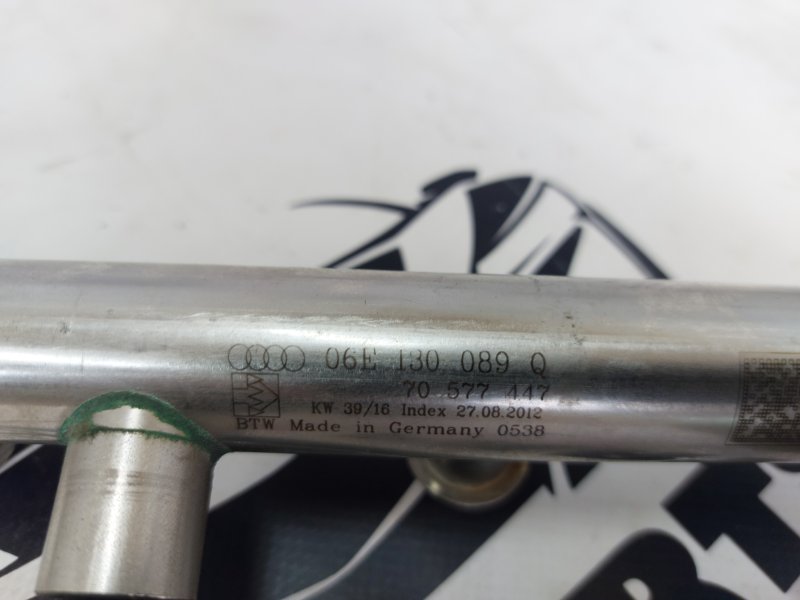 06E 130 089 Q
70 577 447
KW 39/16 Index 27.08.2012
BTW Made in Germany 0538